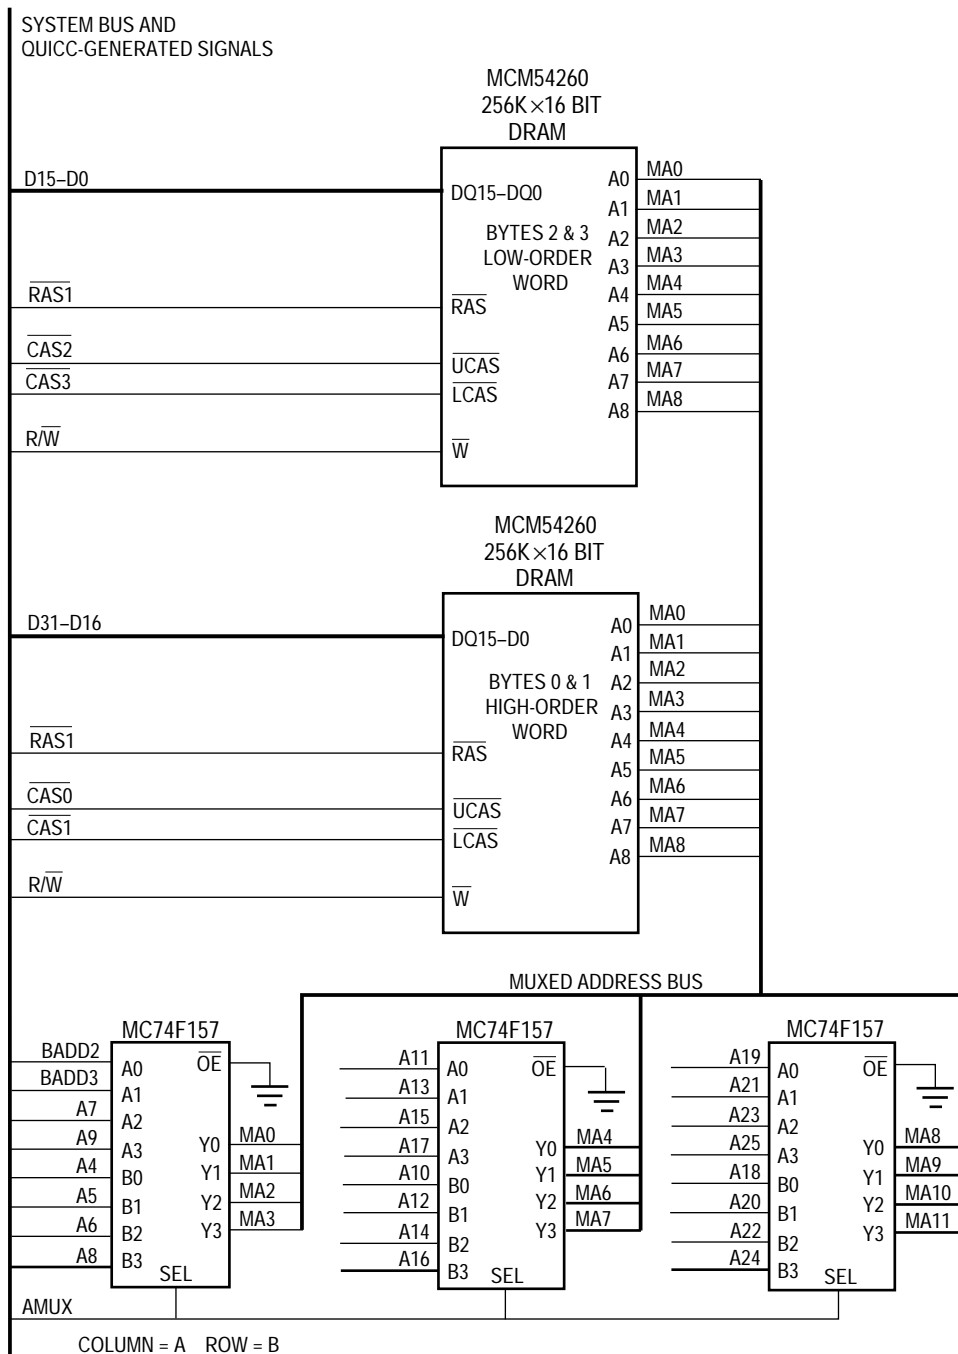 SYSTEM BUS AND
QUICC-GENERATED SIGNALS
MCM54260
256K ×16 BIT
DRAM
D15–D0
DQ15–DQ0
BYTES 2 & 3
LOW-ORDER
WORD
RAS1
RAS
CAS2
UCAS
CAS3
LCAS
R/W
W
A0 MA0
A1 MA1
A2 MA2
A3 MA3
A4 MA4
A5 MA5
A6 MA6
A7 MA7
A8 MA8
MCM54260
256K ×16 BIT
DRAM
D31–D16
DQ15–D0
BYTES 0 & 1
HIGH-ORDER
WORD
RAS1
RAS
CAS0
UCAS
CAS1
LCAS
R/W
W
A0 MA0
A1 MA1
A2 MA2
A3 MA3
A4 MA4
A5 MA5
A6 MA6
A7 MA7
A8 MA8
MUXED ADDRESS BUS
MC74F157
BADD2 A0
BADD3 A1
A7 A2
A9 A3
A4 B0
A5 B1
A6 B2
A8 B3
OE
Y0 MA0
Y1 MA1
Y2 MA2
Y3 MA3
SEL
MC74F157
A11 A0
A13 A1
A15 A2
A17 A3
A10 B0
A12 B1
A14 B2
A16 B3
OE
Y0 MA4
Y1 MA5
Y2 MA6
Y3 MA7
SEL
MC74F157
A19 A0
A21 A1
A23 A2
A25 A3
A18 B0
A20 B1
A22 B2
A24 B3
OE
Y0 MA8
Y1 MA9
Y2 MA10
Y3 MA11
SEL
AMUX
COLUMN = A ROW = B